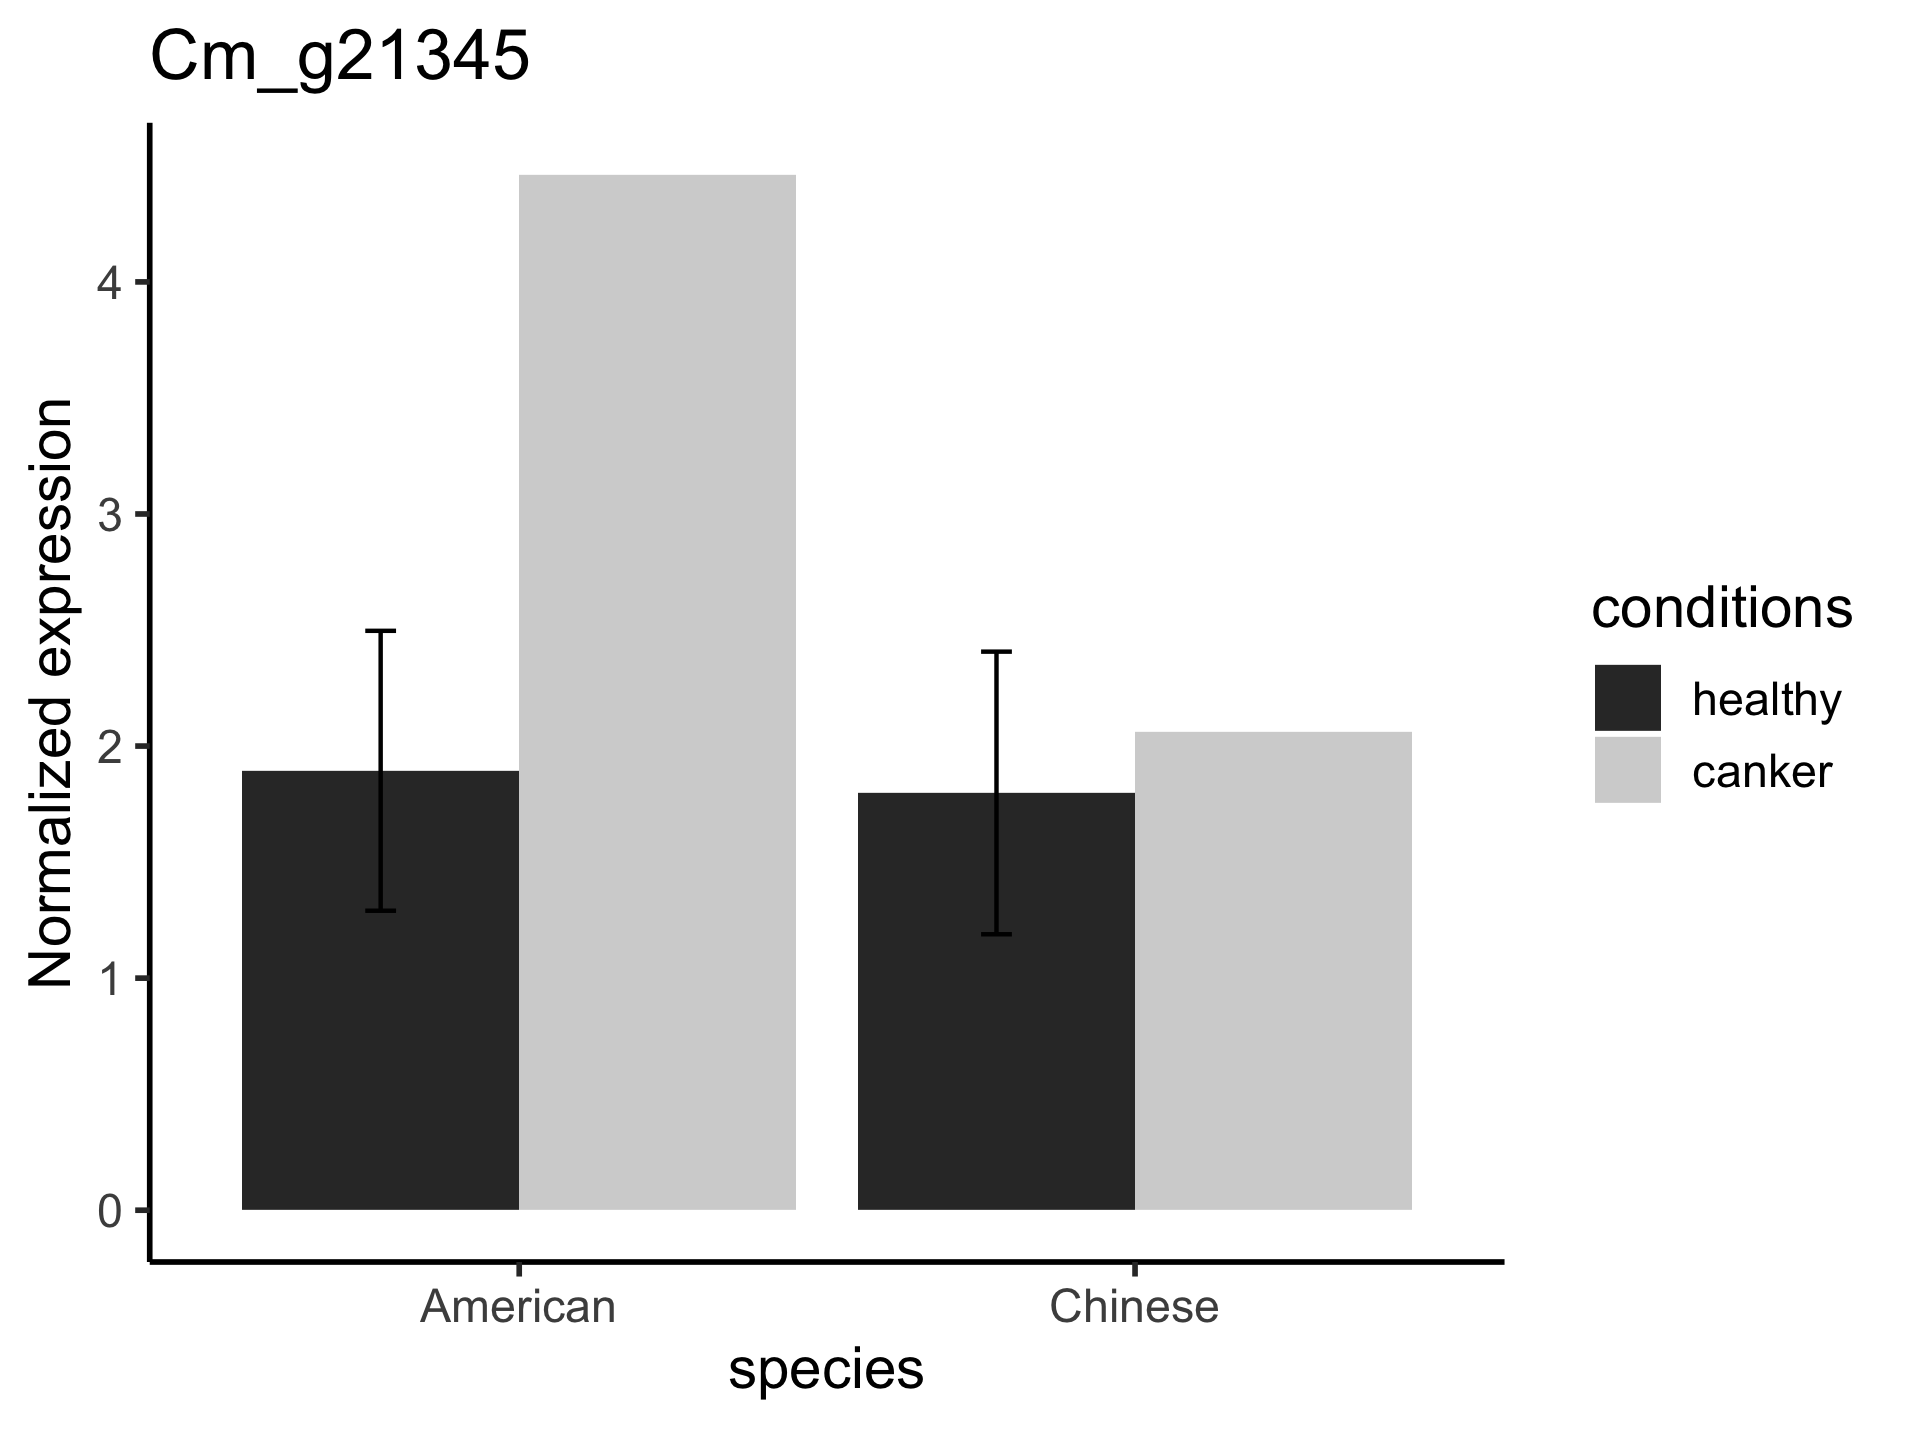 Cm_g21345
Normalized expression
4
3
2
1
0
American
Chinese
species
conditions
healthy
canker